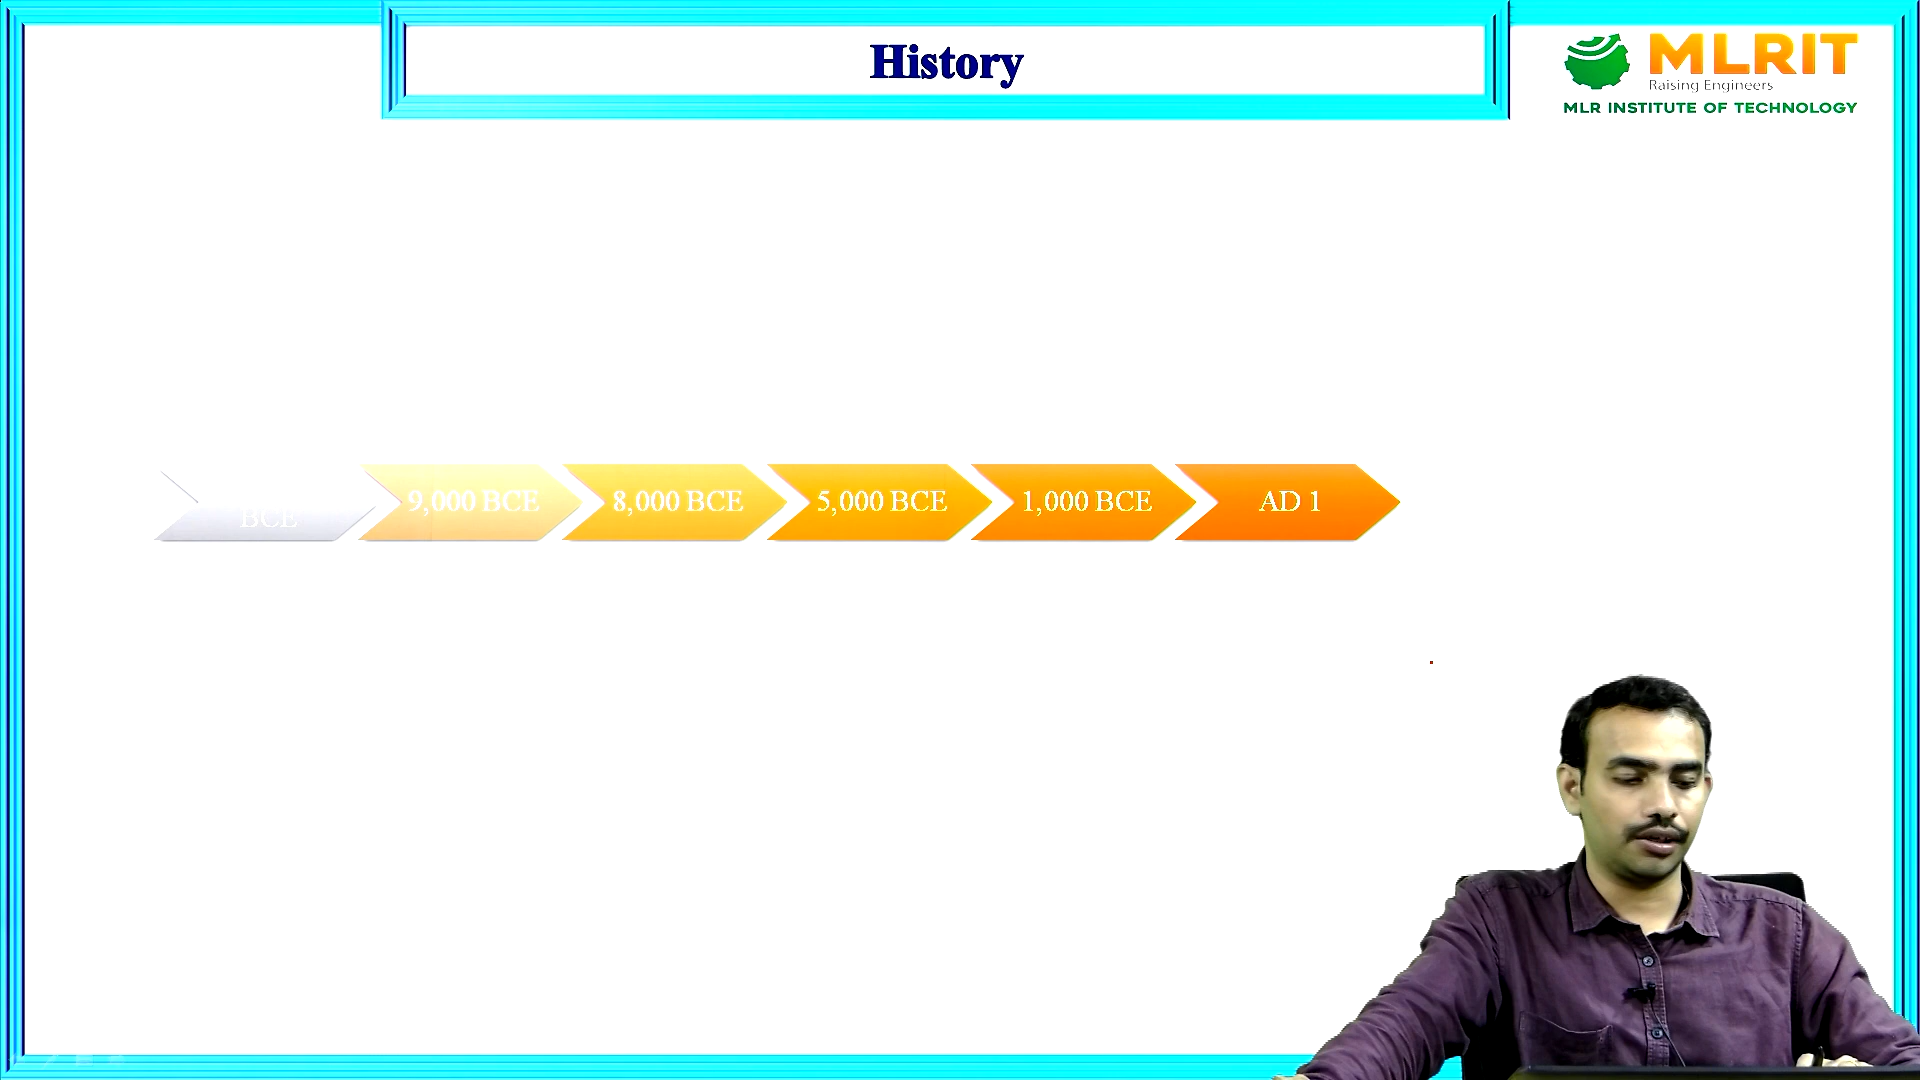 History
MLRIT
Raising Engineers
MLR INSTITUTE OF TECHNOLOGY
BCE
9,000 BCE
8,000 BCE
5,000 BCE
1,000 BCE
AD 1